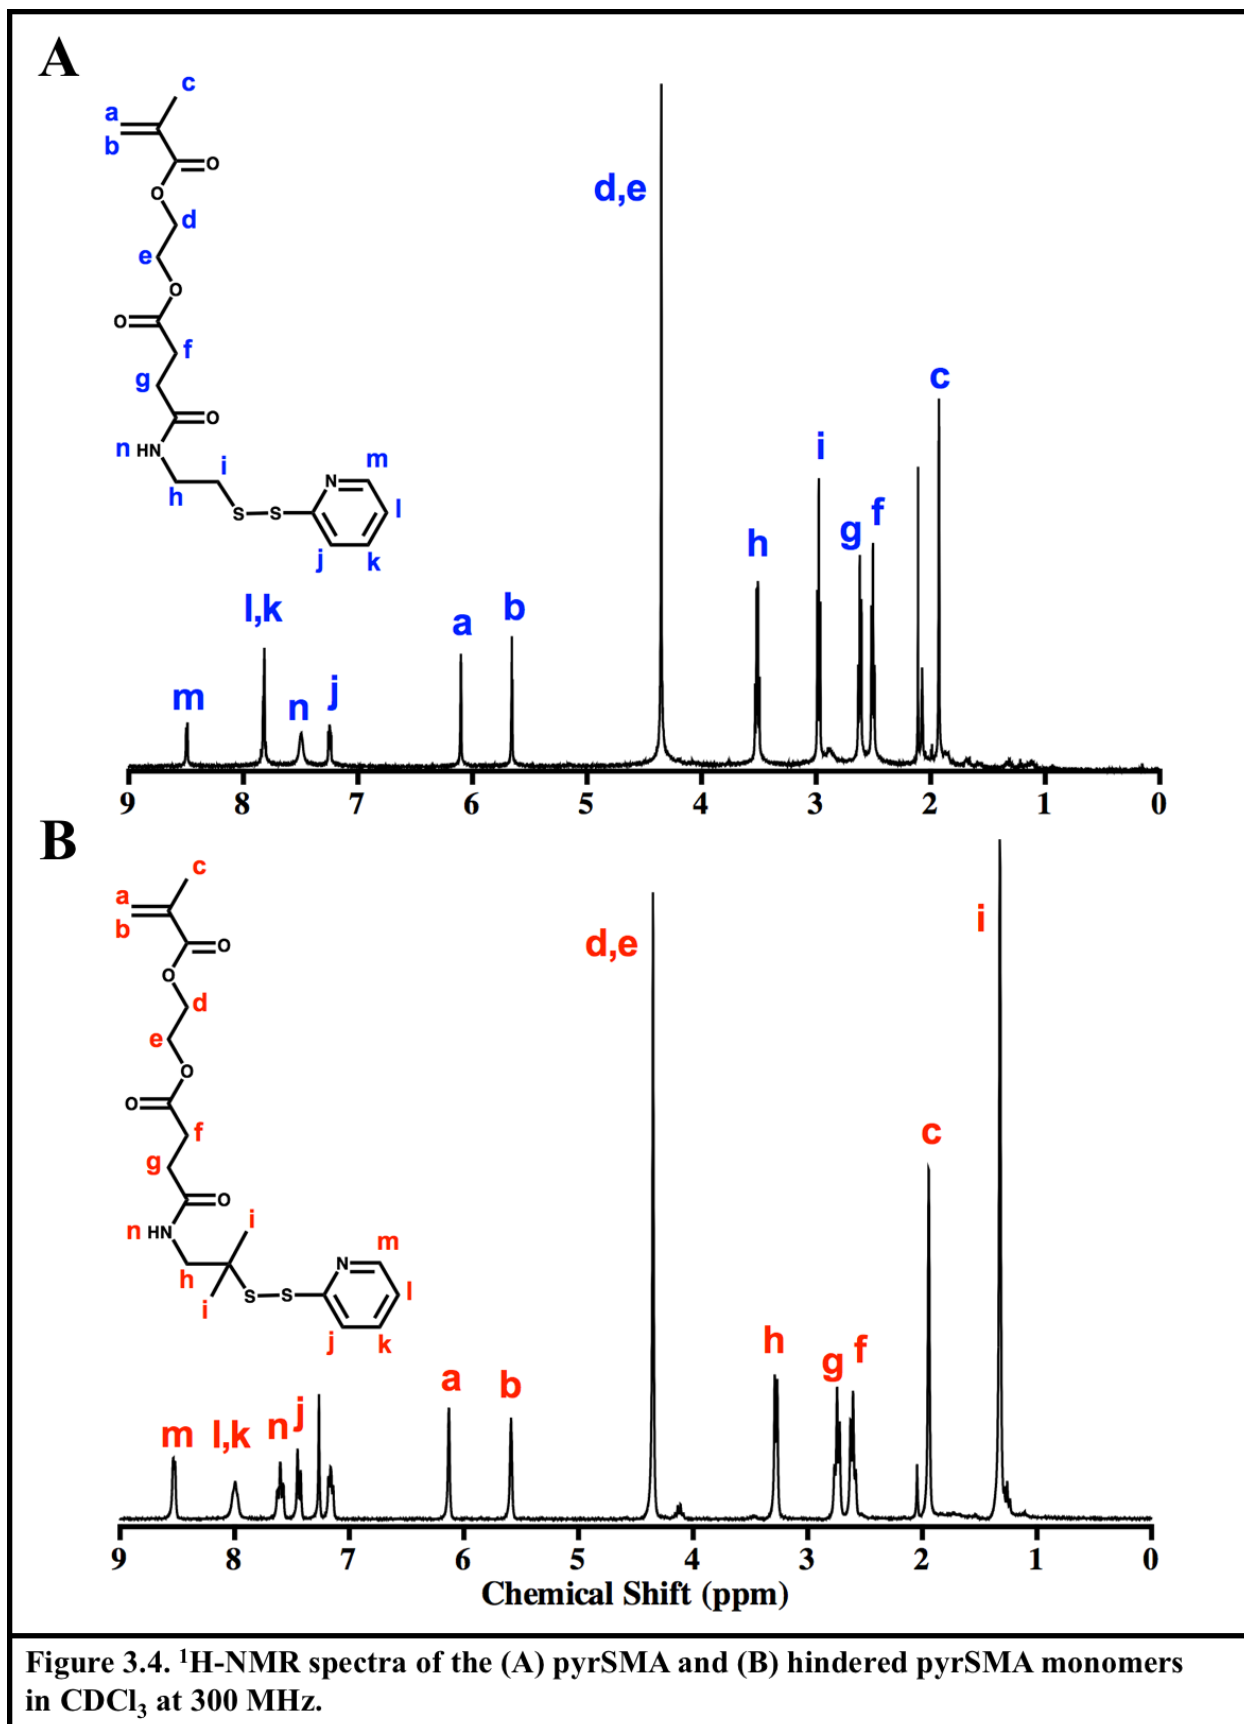 A
c
a
b
O
O
d
e
O
O
f
g
O
n HN
i
h
S S
N
m
l
j
k
d,e
c
i
f
g
h
l,k
b
a
m
n
j
9 8 7 6 5 4 3 2 1 0
B
c
a
b
O
O
d
e
O
O
f
g
O
n HN
i
h
i
S S
N
m
l
j
k
d,e
i
c
h
g
f
a
b
m
l,k
n
j
9 8 7 6 5 4 3 2 1 0
Chemical Shift (ppm)
Figure 3.4. ¹H-NMR spectra of the (A) pyrSMA and (B) hindered pyrSMA monomers
in CDCl₃ at 300 MHz.